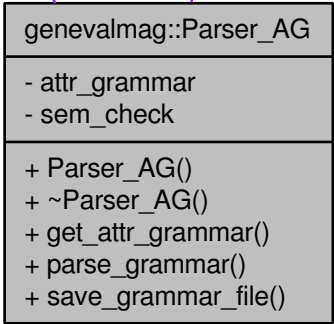 genevalmag::Parser_AG
- attr_grammar
- sem_check
+ Parser_AG()
+ ~Parser_AG()
+ get_attr_grammar()
+ parse_grammar()
+ save_grammar_file()